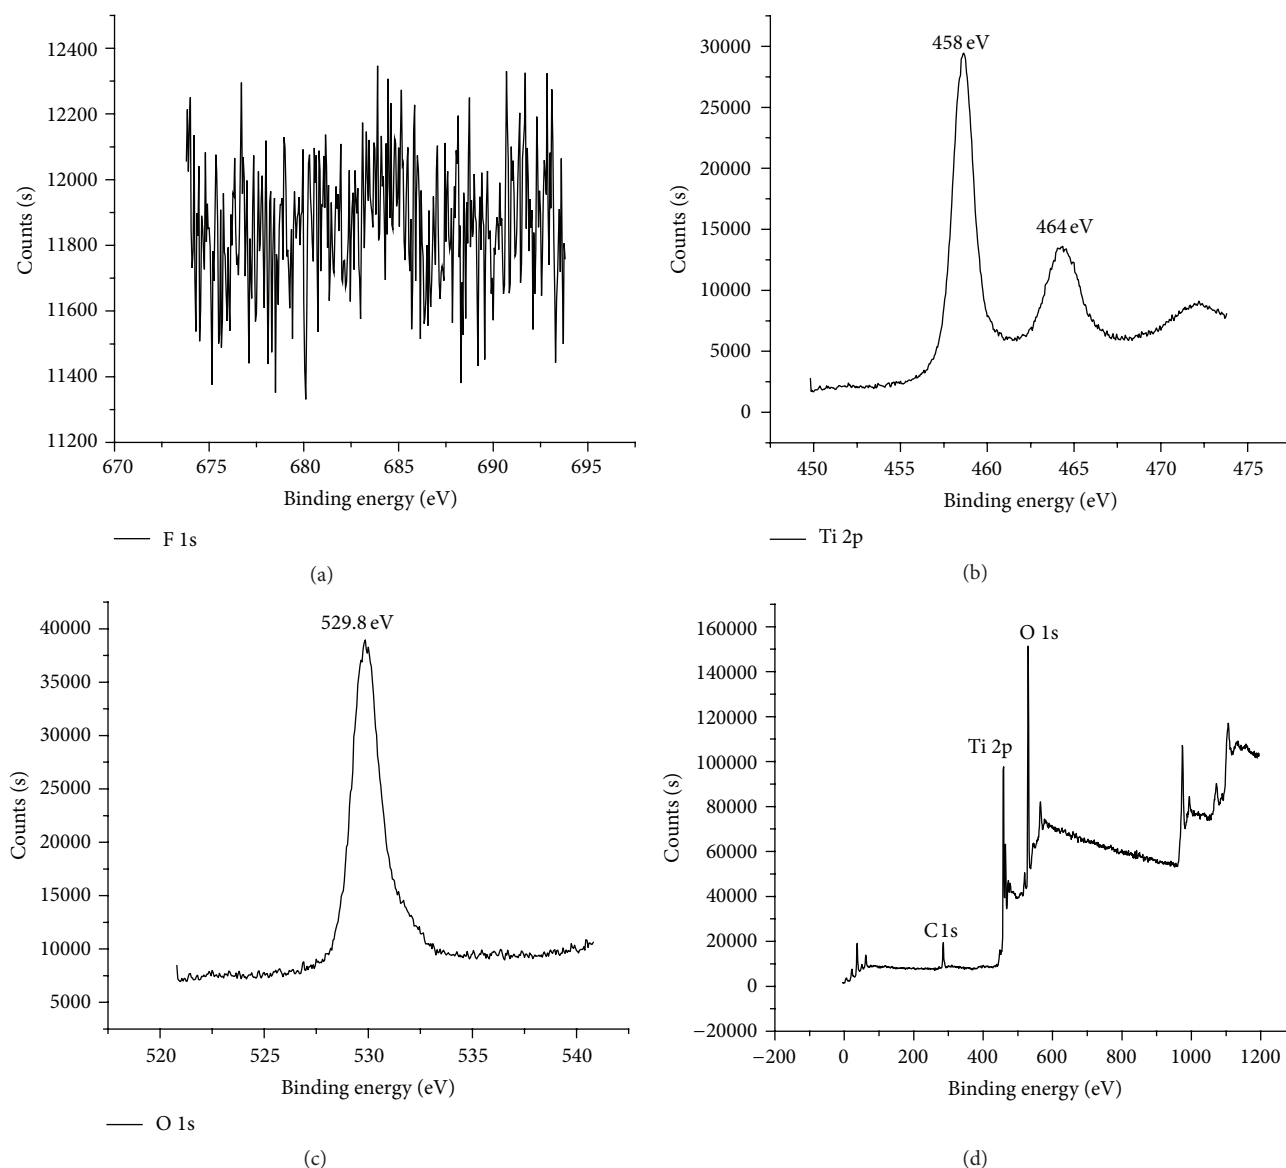 12400
12200
12000
11800
11600
11400
11200
Counts (s)
670 675 680 685 690 695
Binding energy (eV)
F 1s
(a)
458 eV
464 eV
30000
25000
20000
15000
10000
5000
0
Counts (s)
450 455 460 465 470 475
Binding energy (eV)
Ti 2p
(b)
529.8 eV
40000
35000
30000
25000
20000
15000
10000
5000
Counts (s)
520 525 530 535 540
Binding energy (eV)
O 1s
(c)
O 1s
Ti 2p
C 1s
160000
140000
120000
100000
80000
60000
40000
20000
0
−20000
Counts (s)
−200 0 200 400 600 800 1000 1200
Binding energy (eV)
(d)